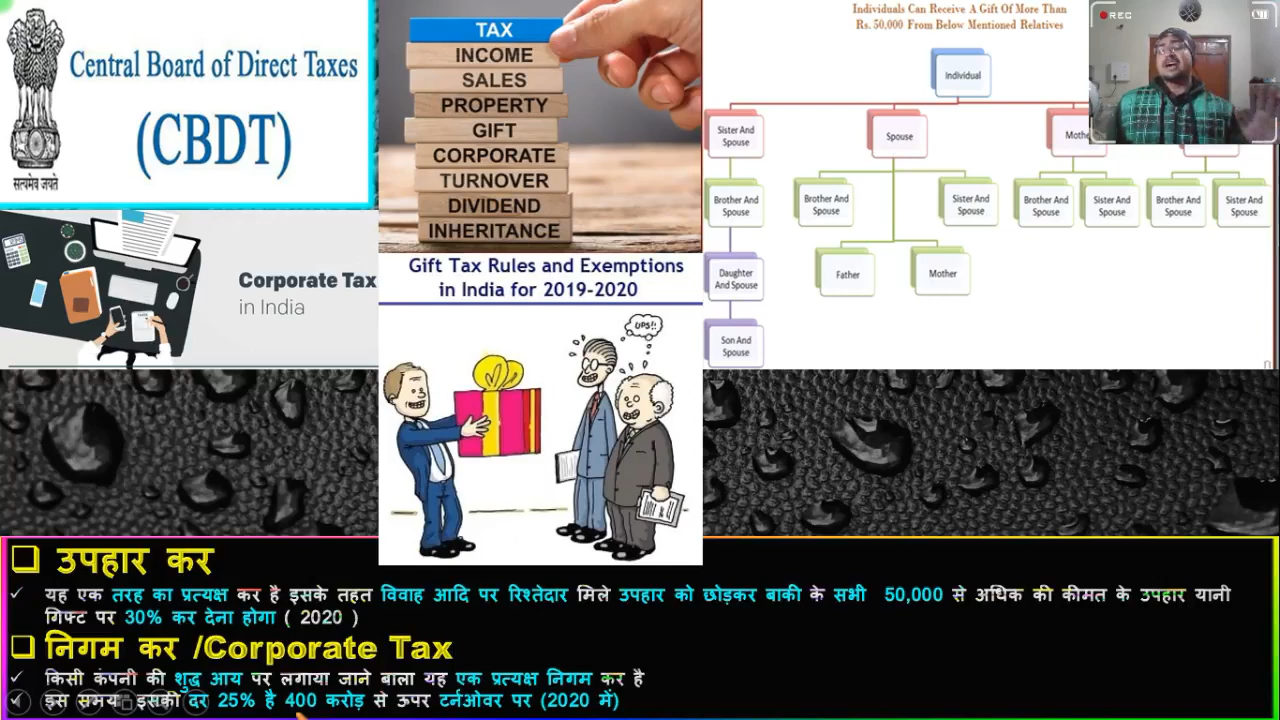 Central Board of Direct Taxes
(CBDT)
सत्यमेव जयते
TAX
INCOME
SALES
PROPERTY
GIFT
CORPORATE
TURNOVER
DIVIDEND
INHERITANCE
Individuals Can Receive A Gift Of More Than
Rs. 50,000 From Below Mentioned Relatives
REC
Individual
Sister And
Spouse
Spouse
Brother And
Spouse
Brother And
Spouse
Sister And
Spouse
Brother And
Spouse
Sister And
Spouse
Brother And
Spouse
Sister And
Spouse
Daughter
And Spouse
Father
Mother
Son And
Spouse
Corporate Tax
in India
Gift Tax Rules and Exemptions
in India for 2019-2020
UPS!!
❑ उपहार कर
✓ यह एक तरह का प्रत्यक्ष कर है इसके तहत विवाह आदि पर रिश्तेदार मिले उपहार को छोड़कर बाकी के सभी 50,000 से अधिक की कीमत के उपहार यानी
गिफ्ट पर 30% कर देना होगा ( 2020 )
❑ निगम कर /Corporate Tax
✓ किसी कंपनी की शुद्ध आय पर लगाया जाने बाला यह एक प्रत्यक्ष निगम कर है
✓ इस समय इसकी दर 25% है 400 करोड़ से ऊपर टर्नओवर पर (2020 में)